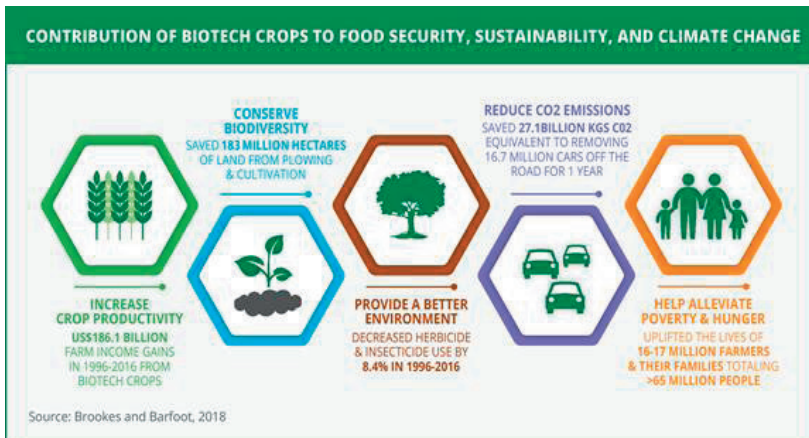 CONTRIBUTION OF BIOTECH CROPS TO FOOD SECURITY, SUSTAINABILITY, AND CLIMATE CHANGE
INCREASE
CROP PRODUCTIVITY
US$186.1 BILLION
FARM INCOME GAINS
IN 1996-2016 FROM
BIOTECH CROPS
CONSERVE
BIODIVERSITY
SAVED 183 MILLION HECTARES
OF LAND FROM PLOWING
& CULTIVATION
PROVIDE A BETTER
ENVIRONMENT
DECREASED HERBICIDE
& INSECTICIDE USE BY
8.4% IN 1996-2016
REDUCE CO2 EMISSIONS
SAVED 27.1BILLION KGS C02
EQUIVALENT TO REMOVING
16.7 MILLION CARS OFF THE
ROAD FOR 1 YEAR
HELP ALLEVIATE
POVERTY & HUNGER
UPLIFTED THE LIVES OF
16-17 MILLION FARMERS
& THEIR FAMILIES TOTALING
>65 MILLION PEOPLE
Source: Brookes and Barfoot, 2018